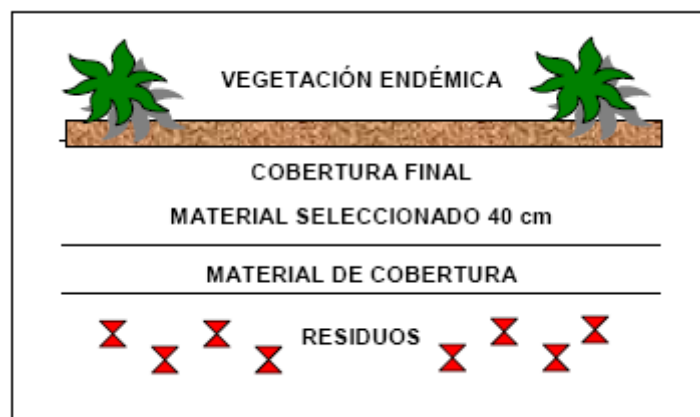 VEGETACIÓN ENDÉMICA
COBERTURA FINAL
MATERIAL SELECCIONADO 40 cm
MATERIAL DE COBERTURA
RESIDUOS